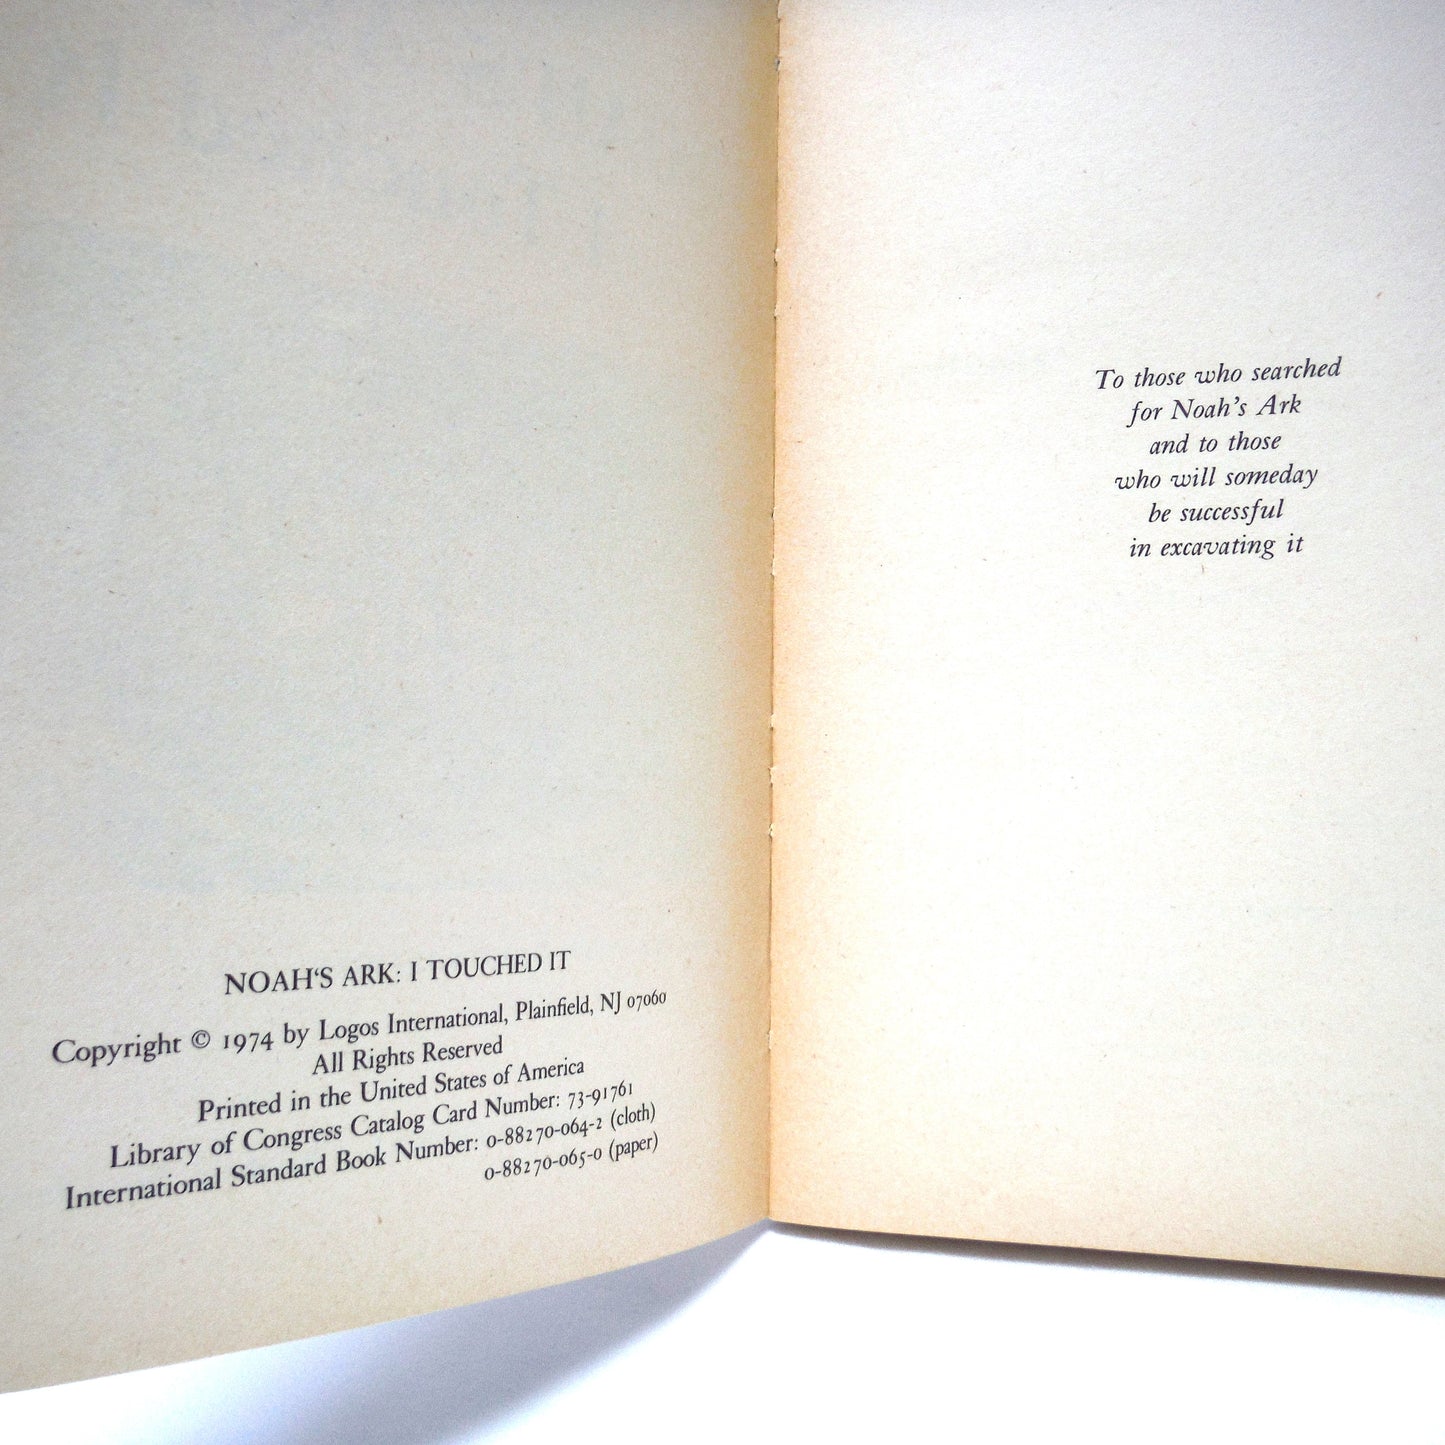 NOAH‘S ARK: I TOUCHED IT
Copyright © 1974 by Logos International, Plainfield, NJ 07060
All Rights Reserved
Printed in the United States of America
Library of Congress Catalog Card Number: 73-91761
International Standard Book Number: 0-88270-064-2 (cloth)
0-88270-065-0 (paper)
To those who searched
for Noah’s Ark
and to those
who will someday
be successful
in excavating it